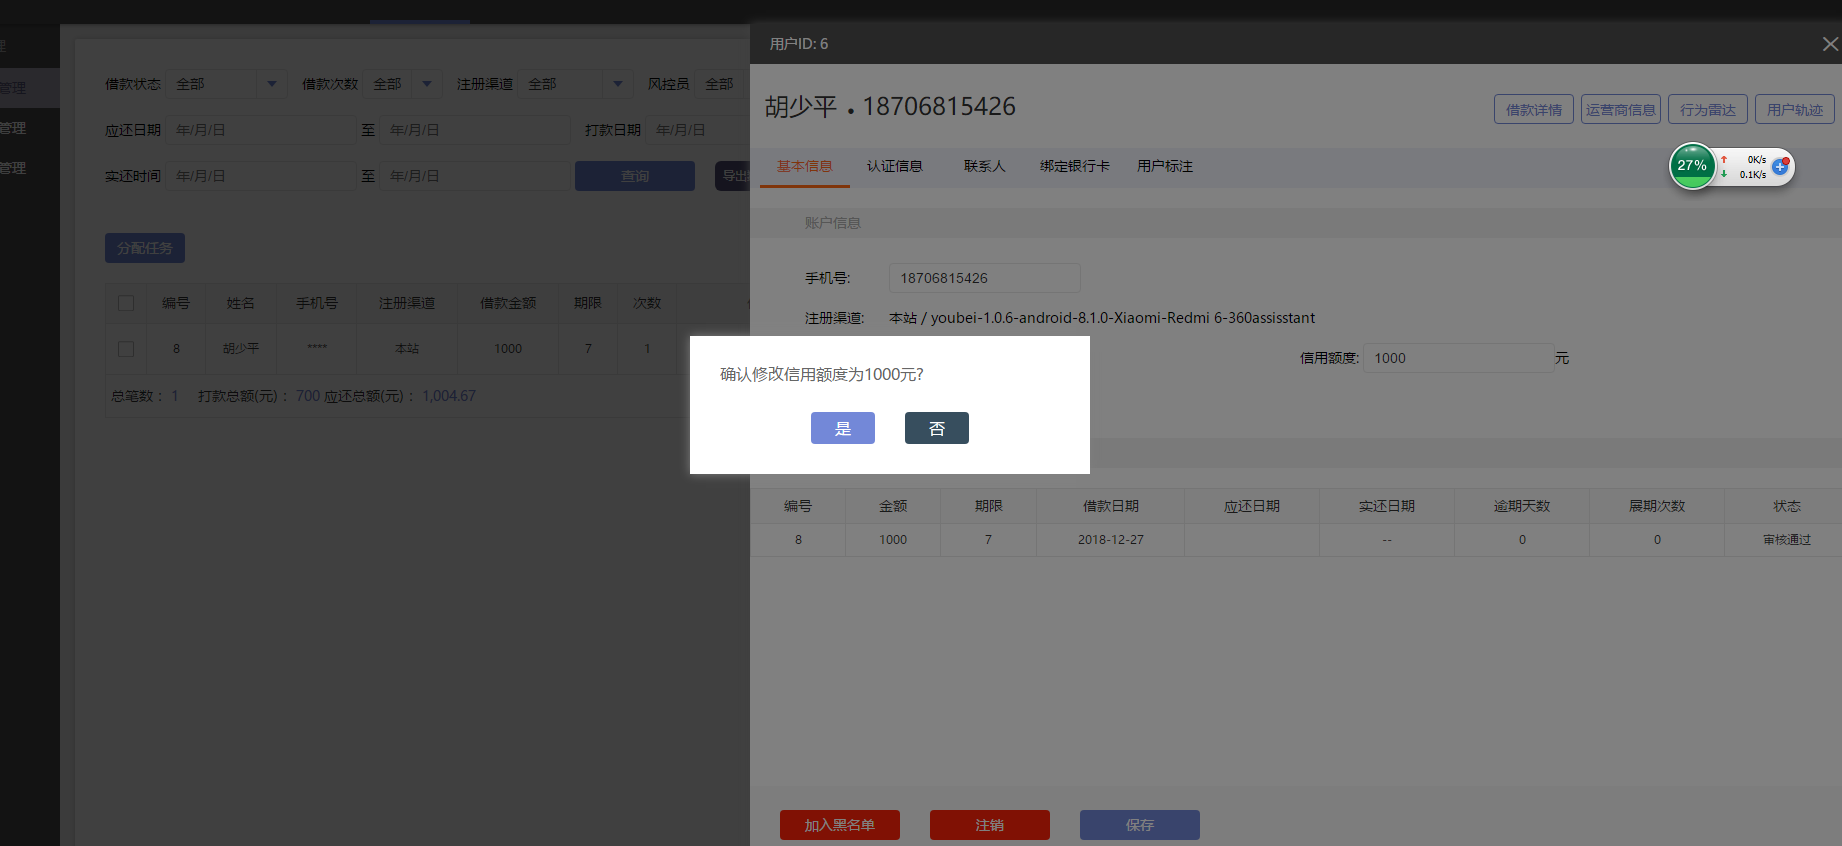 用户ID: 6
理
管理
管理
管理
借款状态 全部 借款次数 全部 注册渠道 全部 风控员 全部
应还日期 年/月/日 至 年/月/日 打款日期 年/月/日
实还时间 年/月/日 至 年/月/日 查询 导出
分配任务
编号 姓名 手机号 注册渠道 借款金额 期限 次数
8 胡少平 **** 本站 1000 7 1
总笔数： 1 打款总额(元)： 700 应还总额(元)： 1,004.67
胡少平 • 18706815426
借款详情 运营商信息 行为雷达 用户轨迹
基本信息 认证信息 联系人 绑定银行卡 用户标注
27% 0K/s
0.1K/s
账户信息
手机号: 18706815426
注册渠道: 本站 / youbei-1.0.6-android-8.1.0-Xiaomi-Redmi 6-360assisstant
信用额度: 1000 元
确认修改信用额度为1000元?
是 否
编号 金额 期限 借款日期 应还日期 实还日期 逾期天数 展期次数 状态
8 1000 7 2018-12-27 -- 0 0 审核通过
加入黑名单 注销 保存